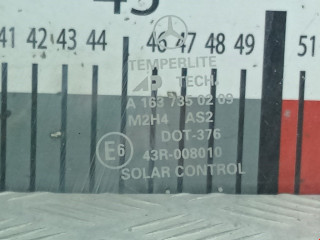 45
41 42 43 44 46 47 48 49 51
TEMPERLITE
TECH.
A 163 735 02 09
M2H4 AS2
DOT-376
E6 43R-008010
SOLAR CONTROL